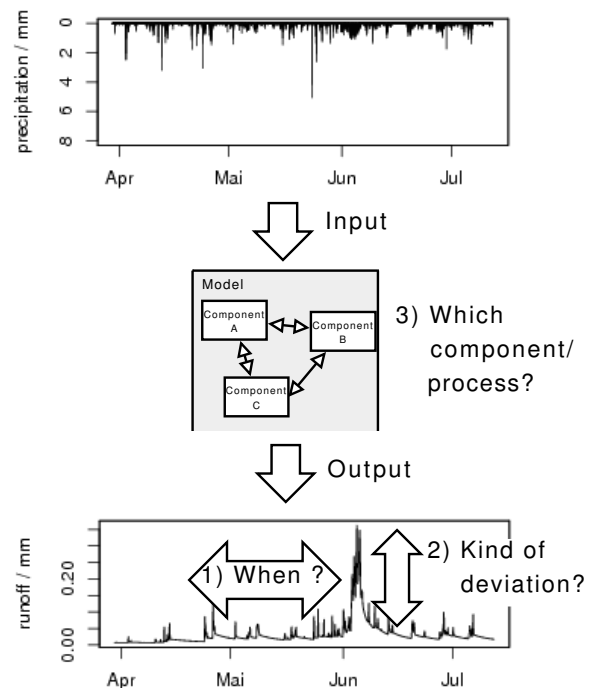 precipitation / mm
0
2
4
6
8
Apr
Mai
Jun
Jul
Input
Model
Component
A
Component
B
Component
C
3) Which
component/
process?
Output
runoff / mm
0.20
0.00
1) When ?
2) Kind of
deviation?
Apr
Mai
Jun
Jul